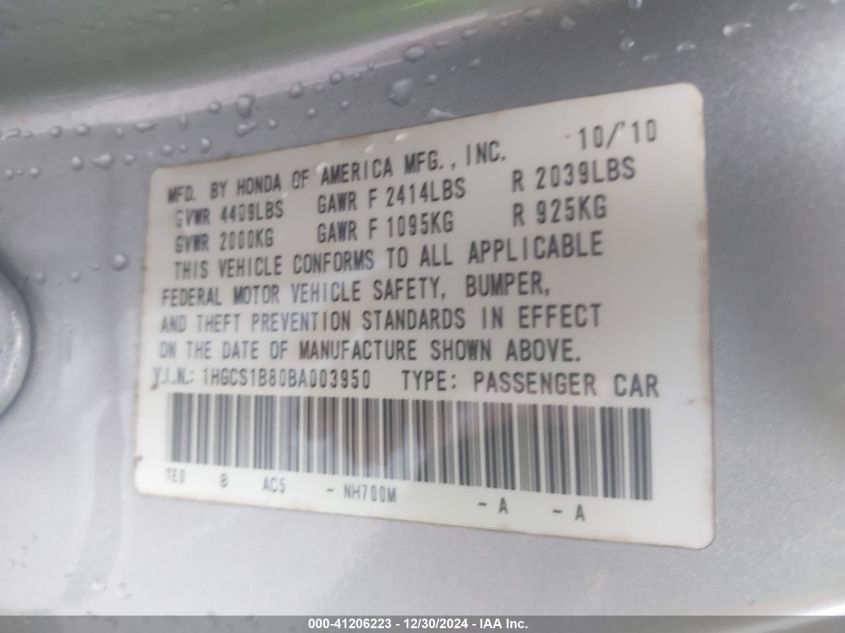 10/'10
MFD. BY HONDA OF AMERICA MFG., INC.
GVWR 4409LBS GAWR F 2414LBS R 2039LBS
GVWR 2000KG GAWR F 1095KG R 925KG
THIS VEHICLE CONFORMS TO ALL APPLICABLE
FEDERAL MOTOR VEHICLE SAFETY, BUMPER,
AND THEFT PREVENTION STANDARDS IN EFFECT
ON THE DATE OF MANUFACTURE SHOWN ABOVE.
V.I.N.: 1HGCS1B80BA003950 TYPE: PASSENGER CAR
TE0 B AC5 - NH700M - A - A
000-41206223 - 12/30/2024 - IAA Inc.